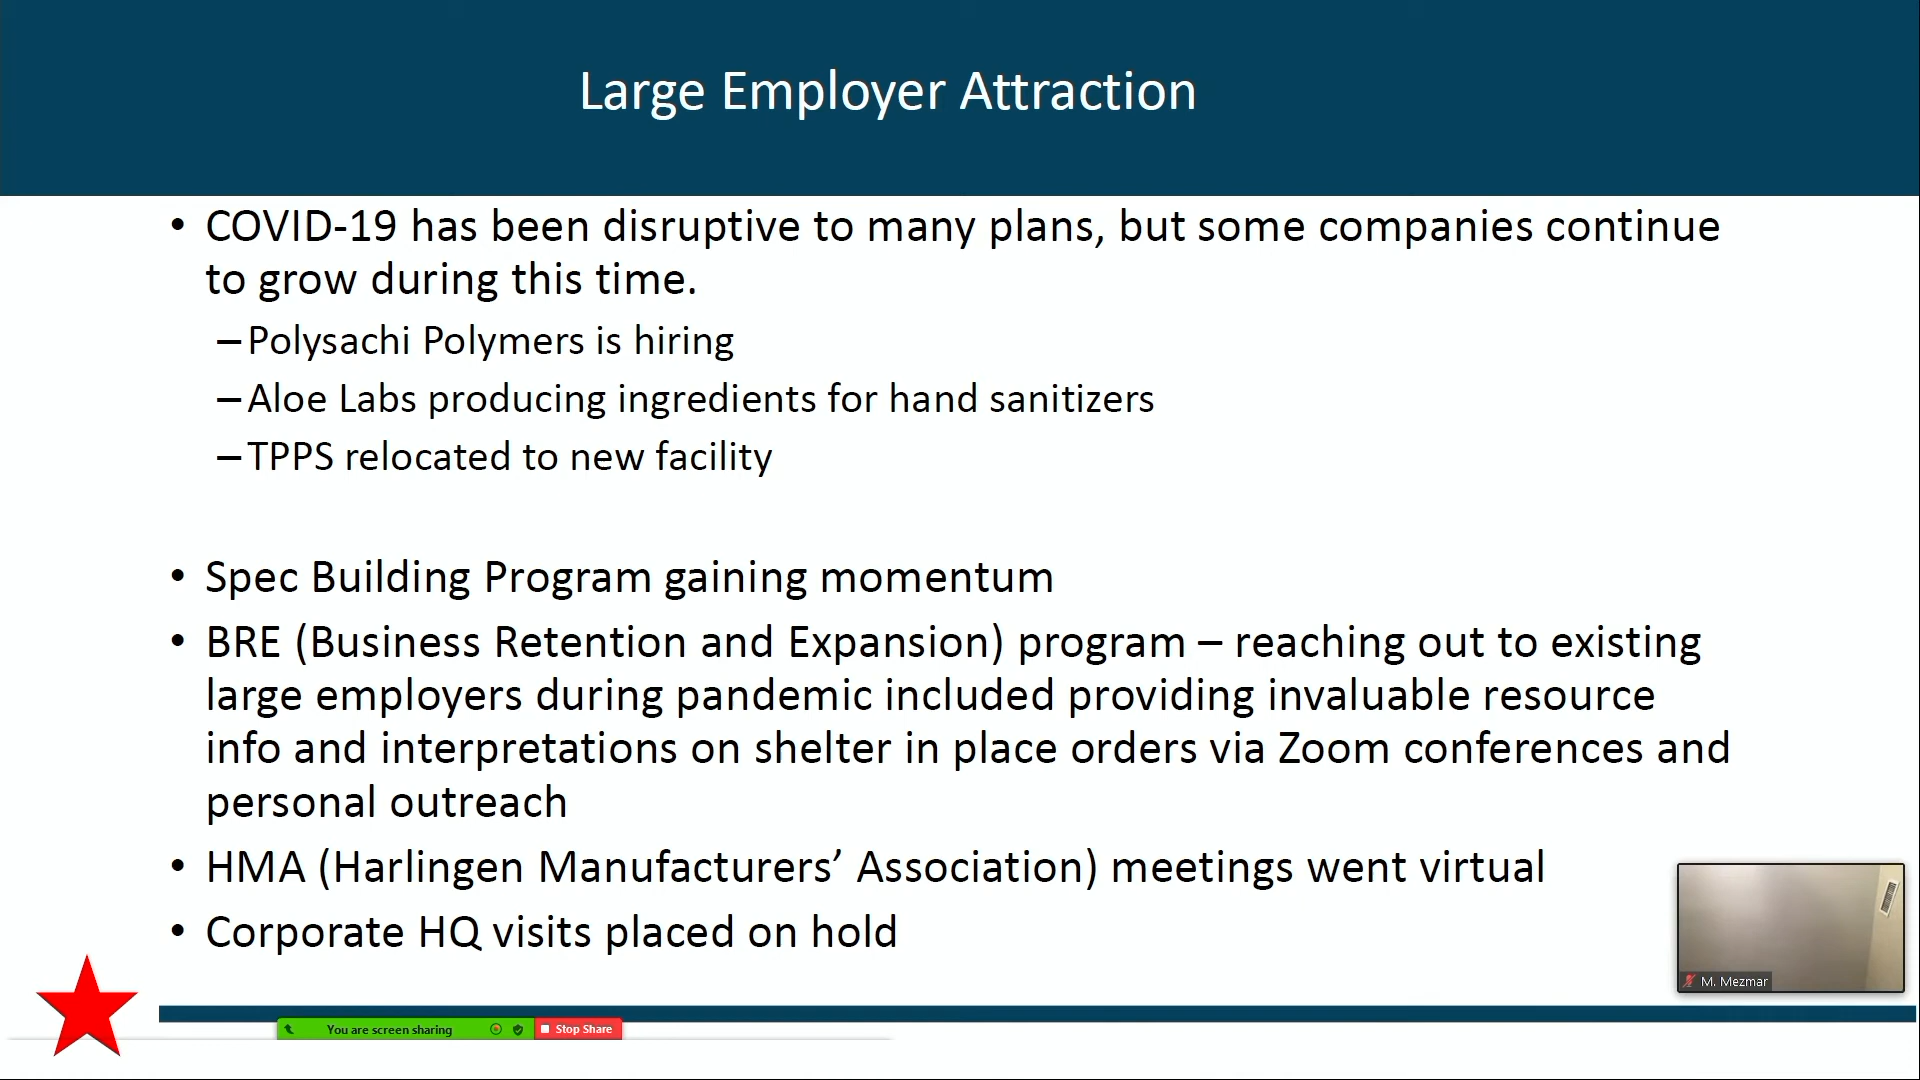 Large Employer Attraction
• COVID-19 has been disruptive to many plans, but some companies continue
to grow during this time.
– Polysachi Polymers is hiring
– Aloe Labs producing ingredients for hand sanitizers
– TPPS relocated to new facility
• Spec Building Program gaining momentum
• BRE (Business Retention and Expansion) program – reaching out to existing
large employers during pandemic included providing invaluable resource
info and interpretations on shelter in place orders via Zoom conferences and
personal outreach
• HMA (Harlingen Manufacturers’ Association) meetings went virtual
• Corporate HQ visits placed on hold
M. Mezmar
You are screen sharing
Stop Share